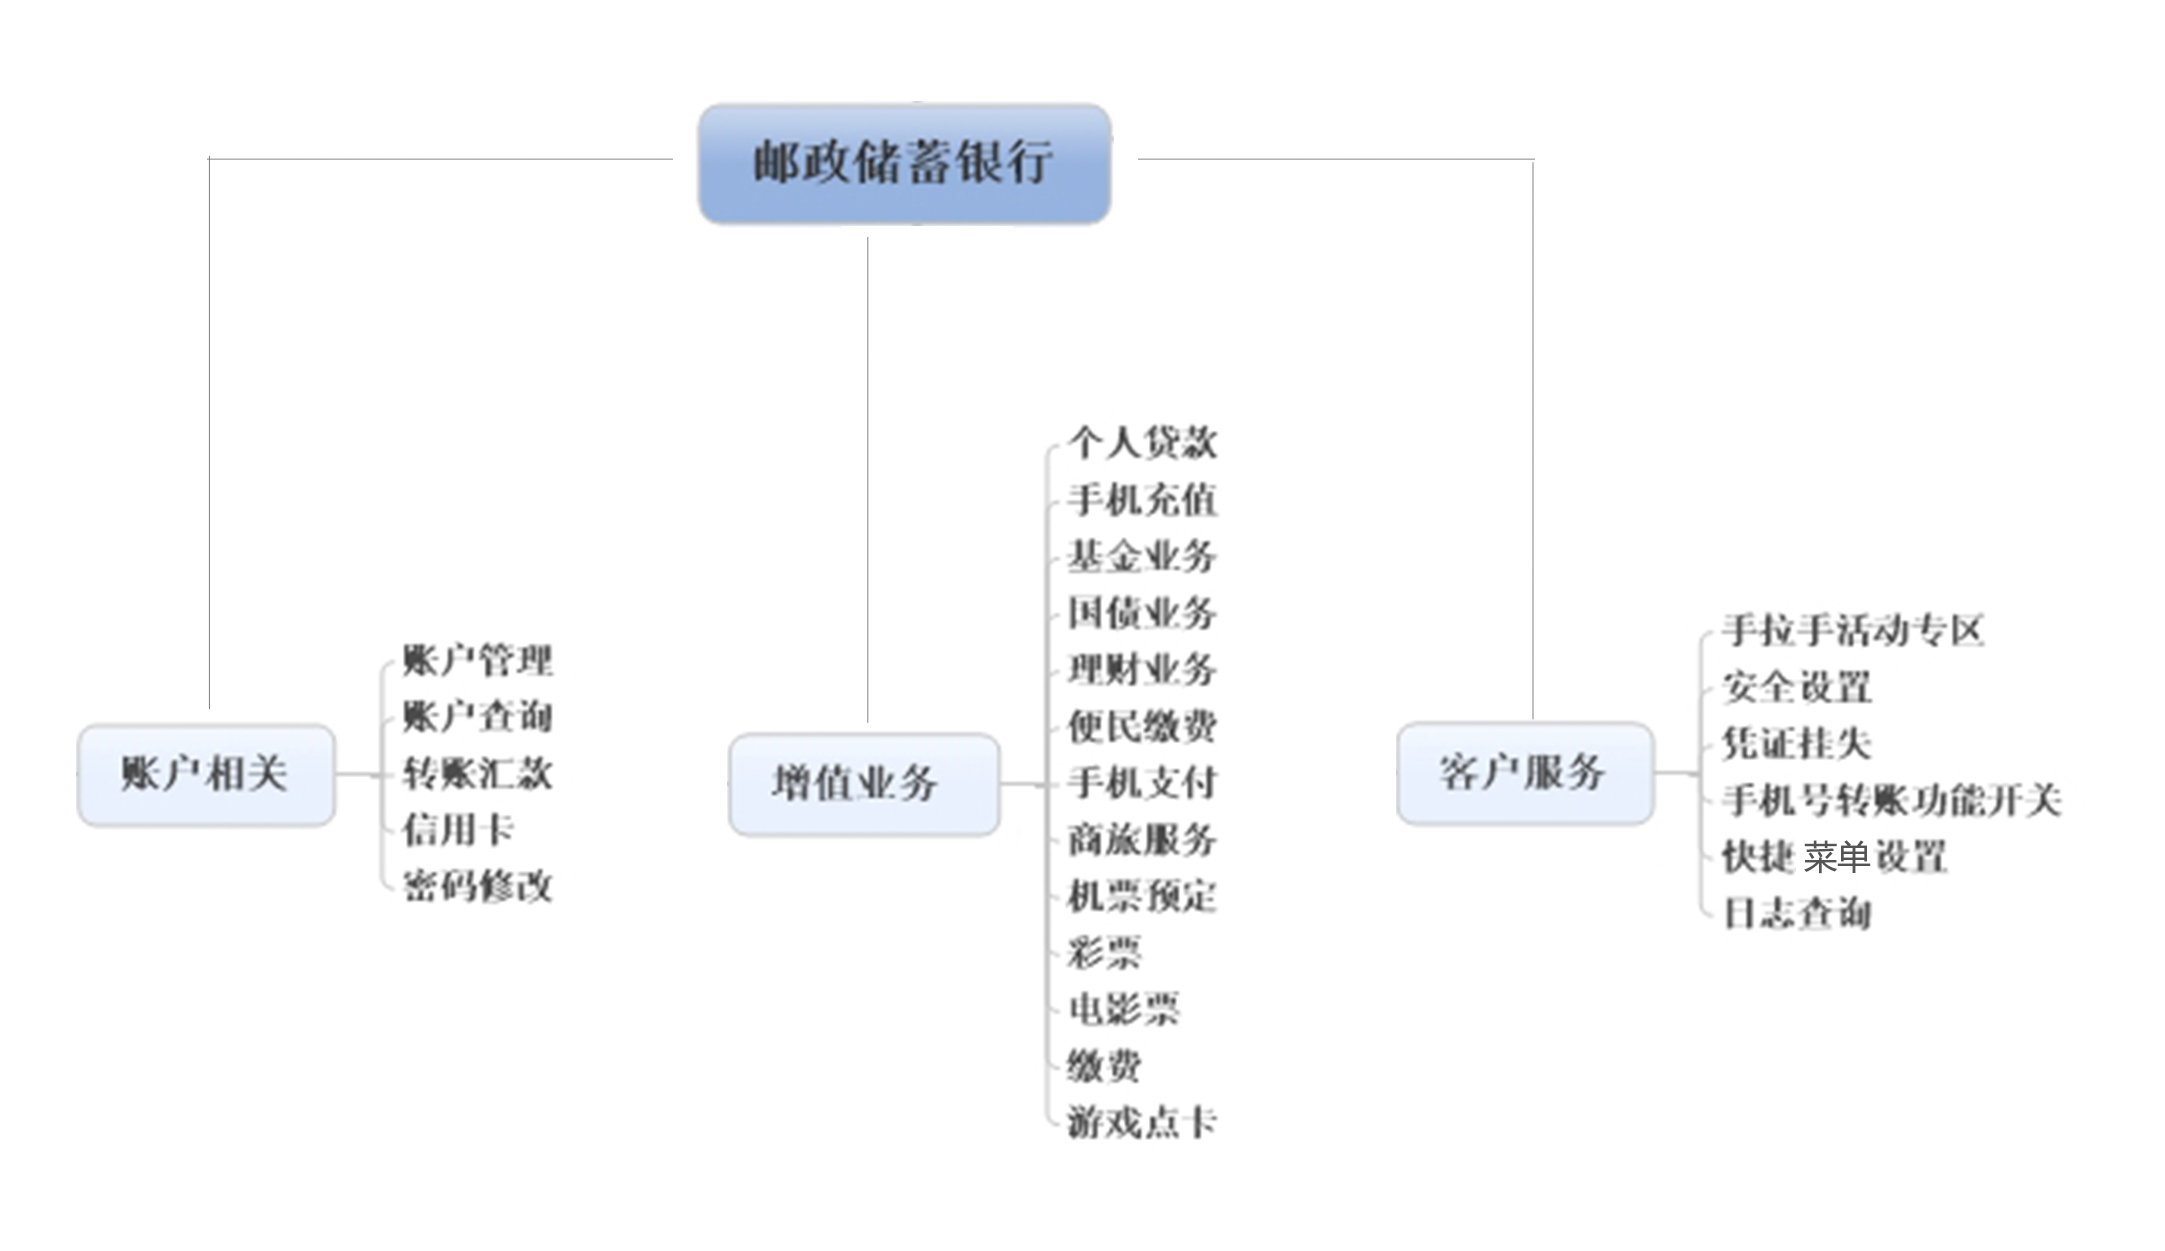 邮政储蓄银行
账户相关
账户管理
账户查询
转账汇款
信用卡
密码修改
增值业务
个人贷款
手机充值
基金业务
国债业务
理财业务
便民缴费
手机支付
商旅服务
机票预定
彩票
电影票
缴费
游戏点卡
客户服务
手拉手活动专区
安全设置
凭证挂失
手机号转账功能开关
快捷菜单设置
日志查询